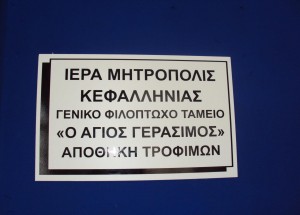 ΙΕΡΑ ΜΗΤΡΟΠΟΛΙΣ
ΚΕΦΑΛΛΗΝΙΑΣ
ΓΕΝΙΚΟ ΦΙΛΟΠΤΩΧΟ ΤΑΜΕΙΟ
«Ο ΑΓΙΟΣ ΓΕΡΑΣΙΜΟΣ»
ΑΠΟΘΗΚΗ ΤΡΟΦΙΜΩΝ